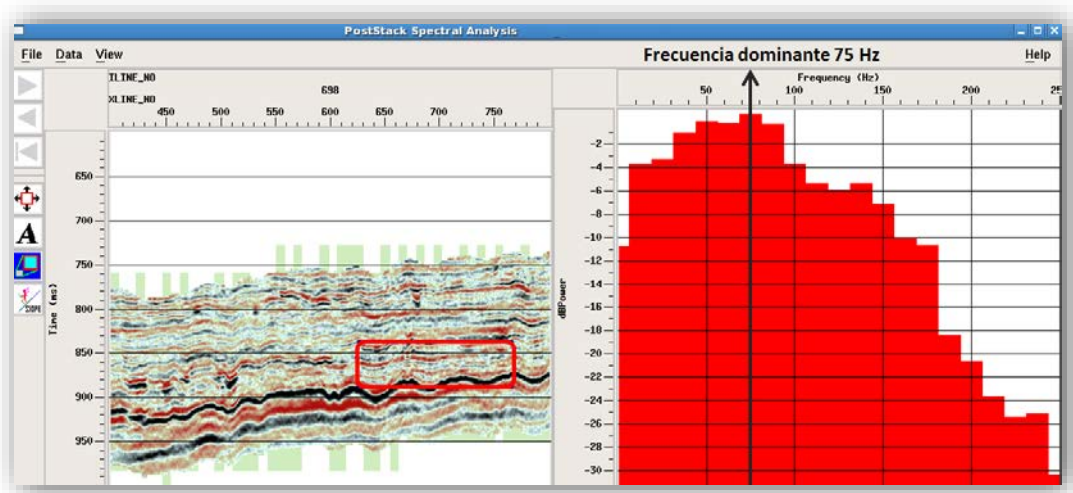 PostStack Spectral Analysis
File Data View
Frecuencia dominante 75 Hz
Help
ILINE_NO
698
XLINE_NO
450 500 550 600 650 700 750
Frequency (Hz)
50 100 150 200 25
A
SCOPE
Time (ms)
650
700
750
800
850
900
950
dBPower
-2
-4
-6
-8
-10
-12
-14
-16
-18
-20
-22
-24
-26
-28
-30